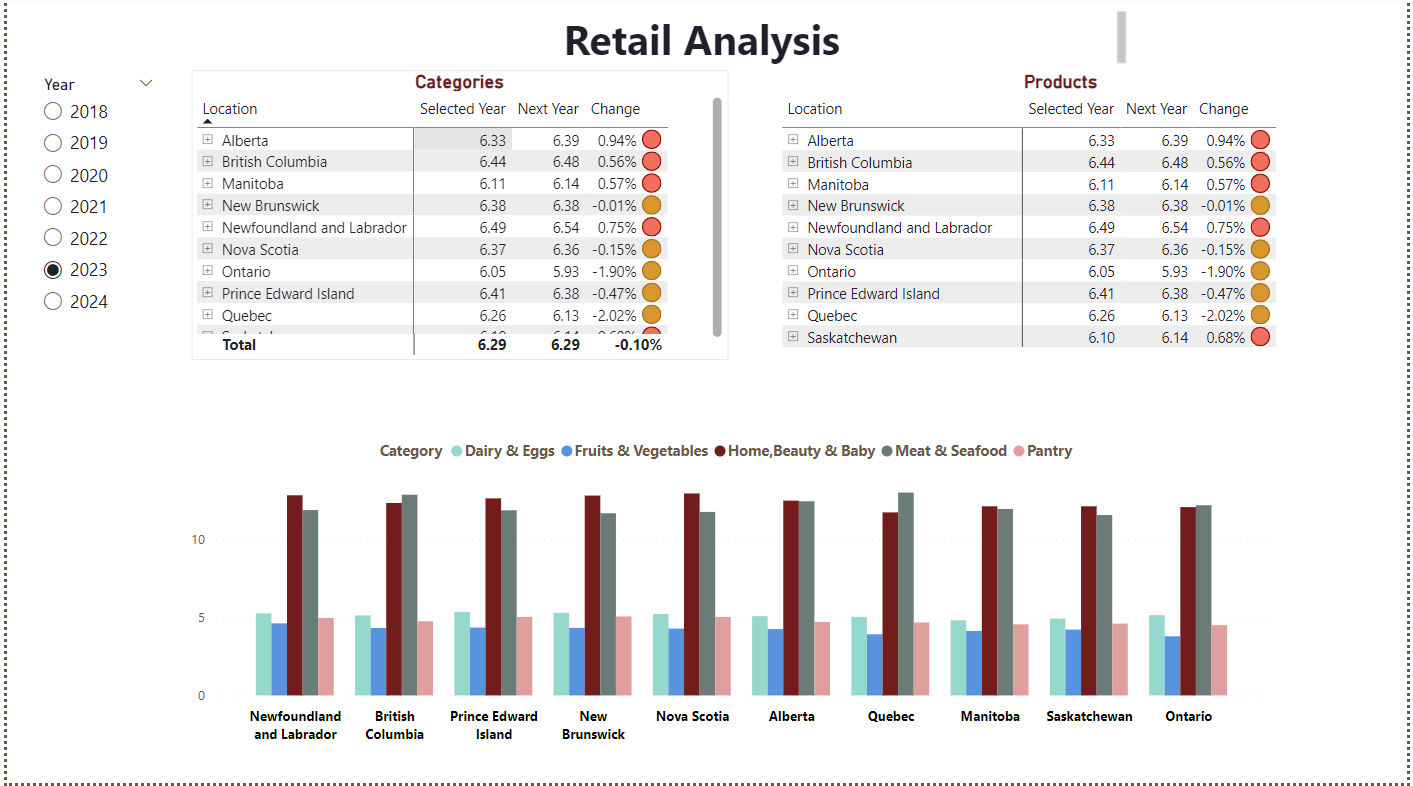 Retail Analysis
Year
2018
2019
2020
2021
2022
2023
2024
Categories
Location Selected Year Next Year Change
Alberta 6.33 6.39 0.94%
British Columbia 6.44 6.48 0.56%
Manitoba 6.11 6.14 0.57%
New Brunswick 6.38 6.38 -0.01%
Newfoundland and Labrador 6.49 6.54 0.75%
Nova Scotia 6.37 6.36 -0.15%
Ontario 6.05 5.93 -1.90%
Prince Edward Island 6.41 6.38 -0.47%
Quebec 6.26 6.13 -2.02%
Total 6.29 6.29 -0.10%
Products
Location Selected Year Next Year Change
Alberta 6.33 6.39 0.94%
British Columbia 6.44 6.48 0.56%
Manitoba 6.11 6.14 0.57%
New Brunswick 6.38 6.38 -0.01%
Newfoundland and Labrador 6.49 6.54 0.75%
Nova Scotia 6.37 6.36 -0.15%
Ontario 6.05 5.93 -1.90%
Prince Edward Island 6.41 6.38 -0.47%
Quebec 6.26 6.13 -2.02%
Saskatchewan 6.10 6.14 0.68%
Category Dairy & Eggs Fruits & Vegetables Home,Beauty & Baby Meat & Seafood Pantry
10
5
0
Newfoundland
and Labrador
British
Columbia
Prince Edward
Island
New
Brunswick
Nova Scotia
Alberta
Quebec
Manitoba
Saskatchewan
Ontario